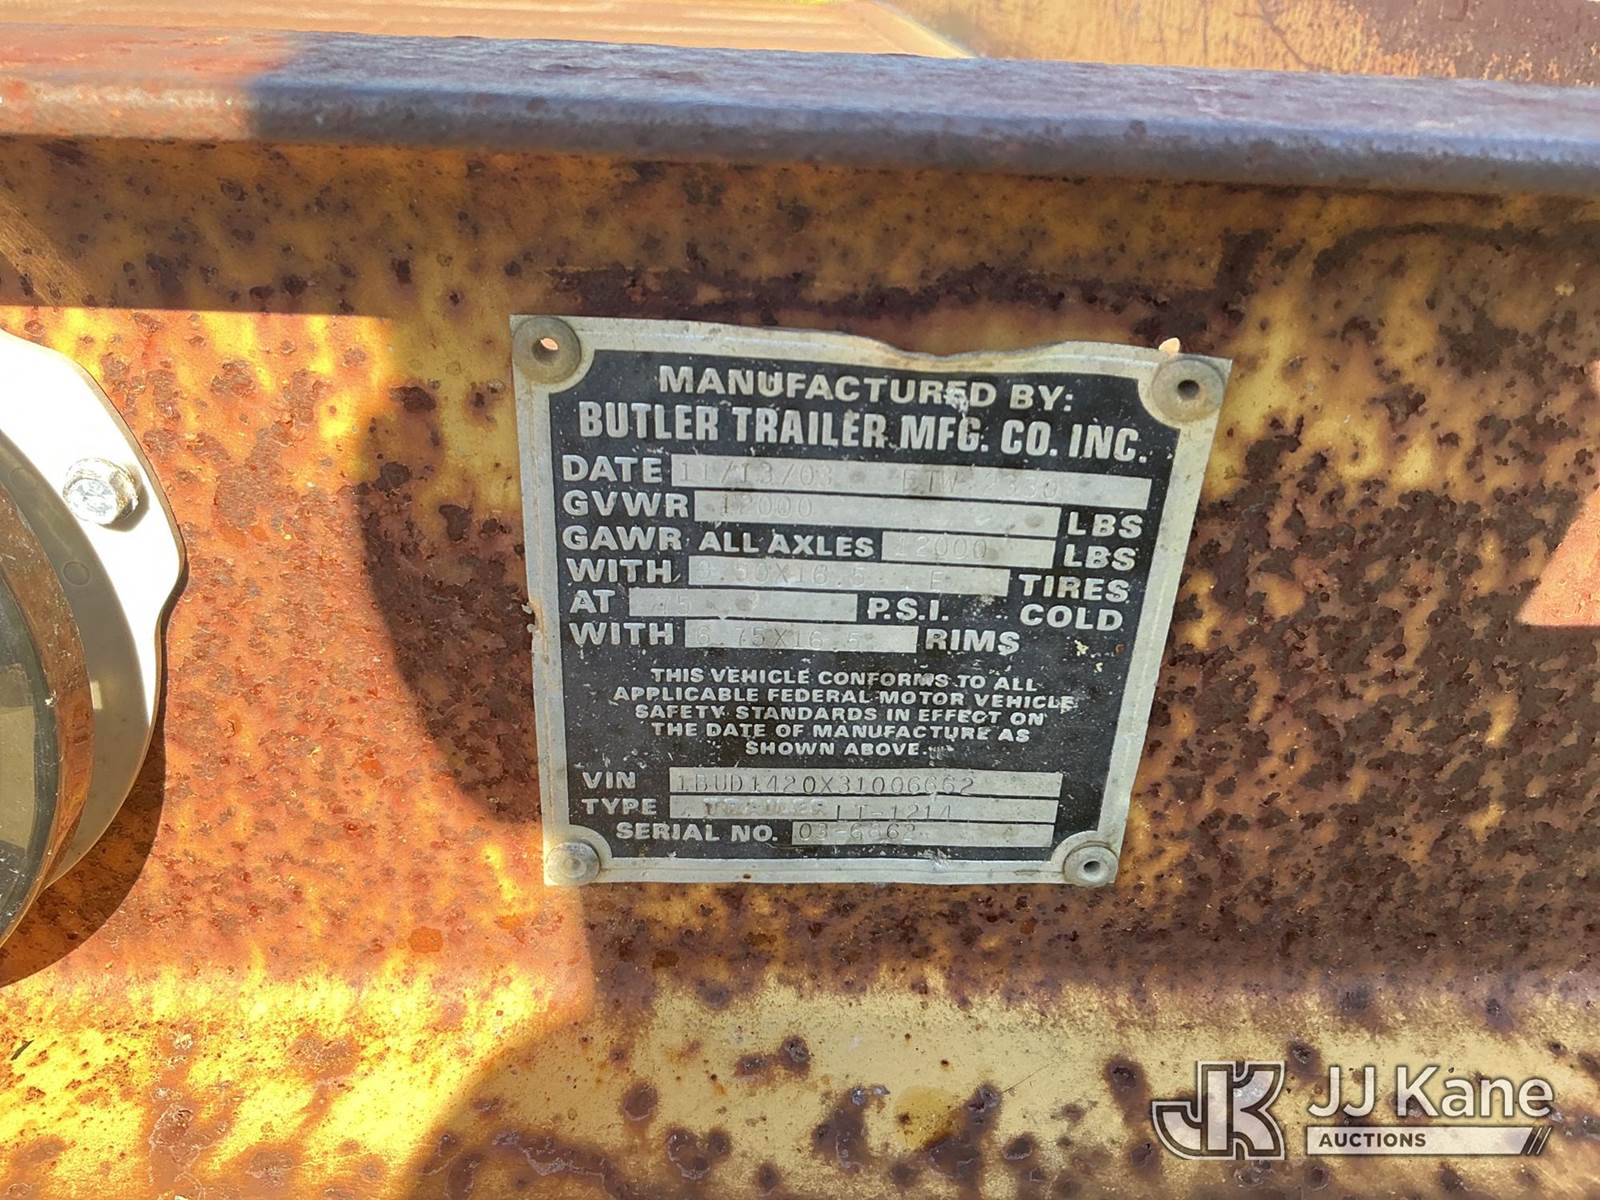 MANUFACTURED BY:
BUTLER TRAILER MFG. CO. INC.
DATE 11/13/03
GVWR 12000 LBS
GAWR ALL AXLES 12000 LBS
WITH TIRES
AT P.S.I. COLD
WITH 6.75X16.5 RIMS
THIS VEHICLE CONFORMS TO ALL
APPLICABLE FEDERAL MOTOR VEHICLE
SAFETY STANDARDS IN EFFECT ON
THE DATE OF MANUFACTURE AS
SHOWN ABOVE.
VIN 1BUD1420X31006662
TYPE TRAILER LT-1214
SERIAL NO. 03-6662
JK JJ Kane
AUCTIONS